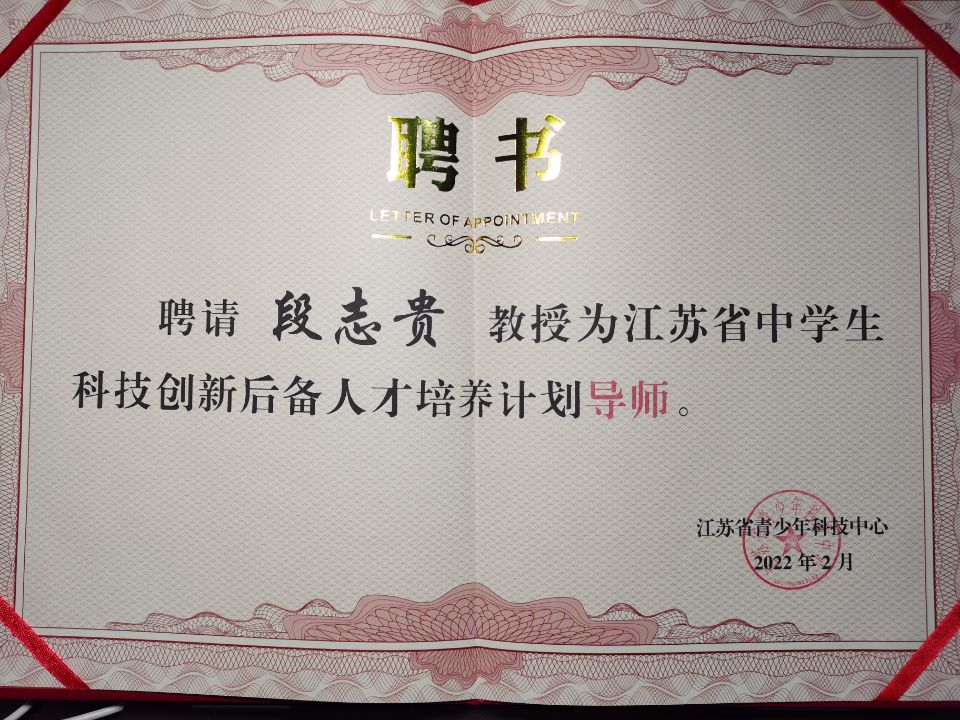 聘书
LETTER OF APPOINTMENT
聘请 段志贵 教授为江苏省中学生
科技创新后备人才培养计划导师。
江苏省青少年科技中心
2022年2月